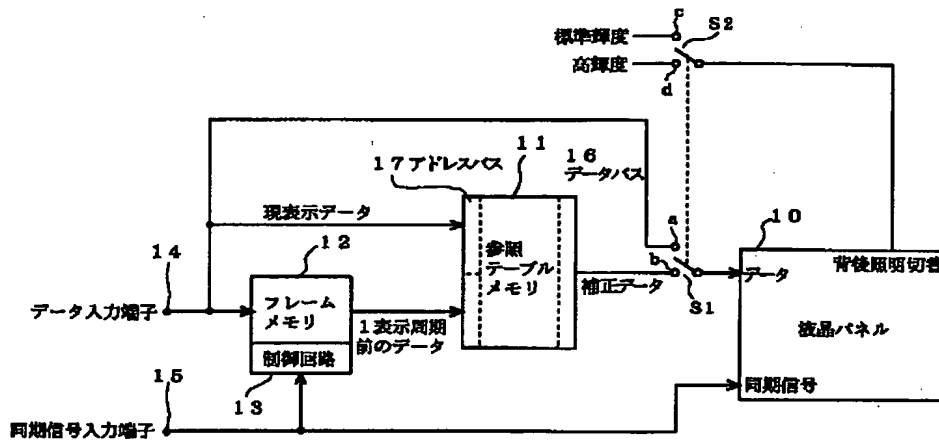 c
標準輝度
S2
高輝度
d
11
17アドレスバス
16
データバス
現表示データ
参照
テーブル
メモリ
a
b
S1
補正データ
10
背後照明切替
データ
液晶パネル
同期信号
14
データ入力端子
12
フレーム
メモリ
制御回路
13
1表示周期
前のデータ
15
同期信号入力端子